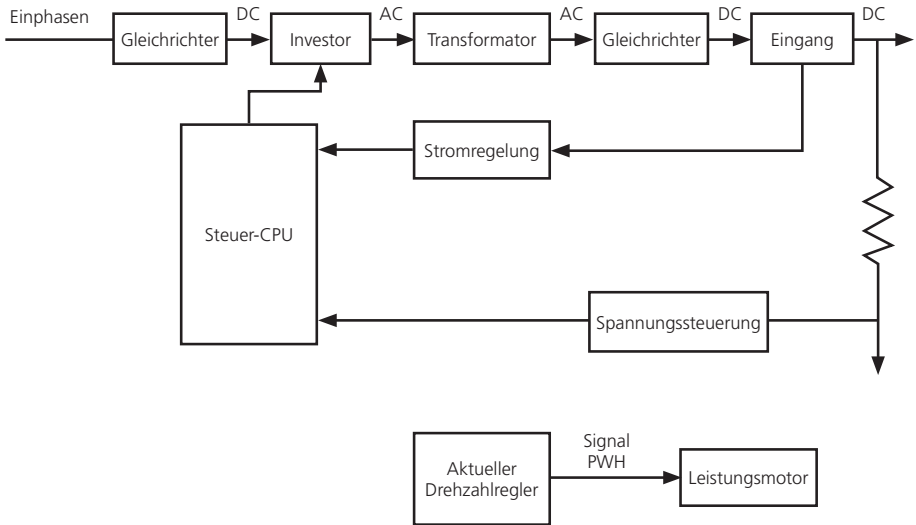 Einphasen
Gleichrichter
DC
Investor
AC
Transformator
AC
Gleichrichter
DC
Eingang
DC
Stromregelung
Steuer-CPU
Spannungssteuerung
Aktueller
Drehzahlregler
Signal
PWH
Leistungsmotor